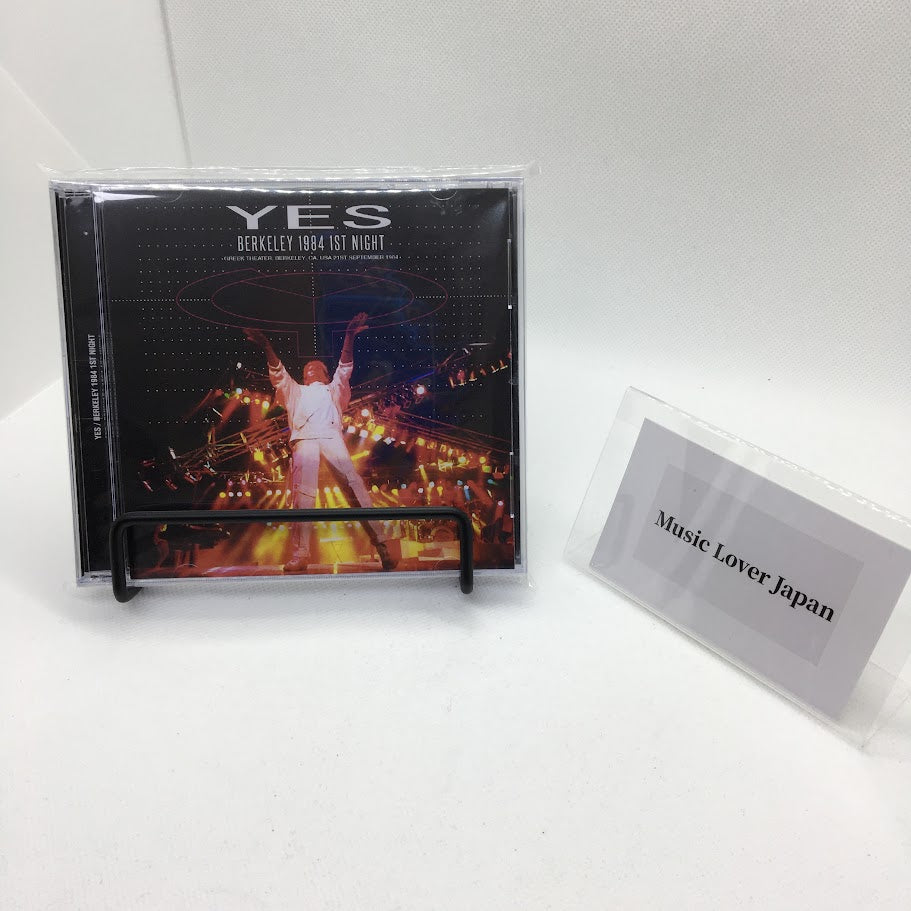 YES
BERKELEY 1984 1ST NIGHT
GREEK THEATER, BERKELEY, CA, USA 21ST SEPTEMBER 1984
YES / BERKELEY 1984 1ST NIGHT
Music Lover Japan